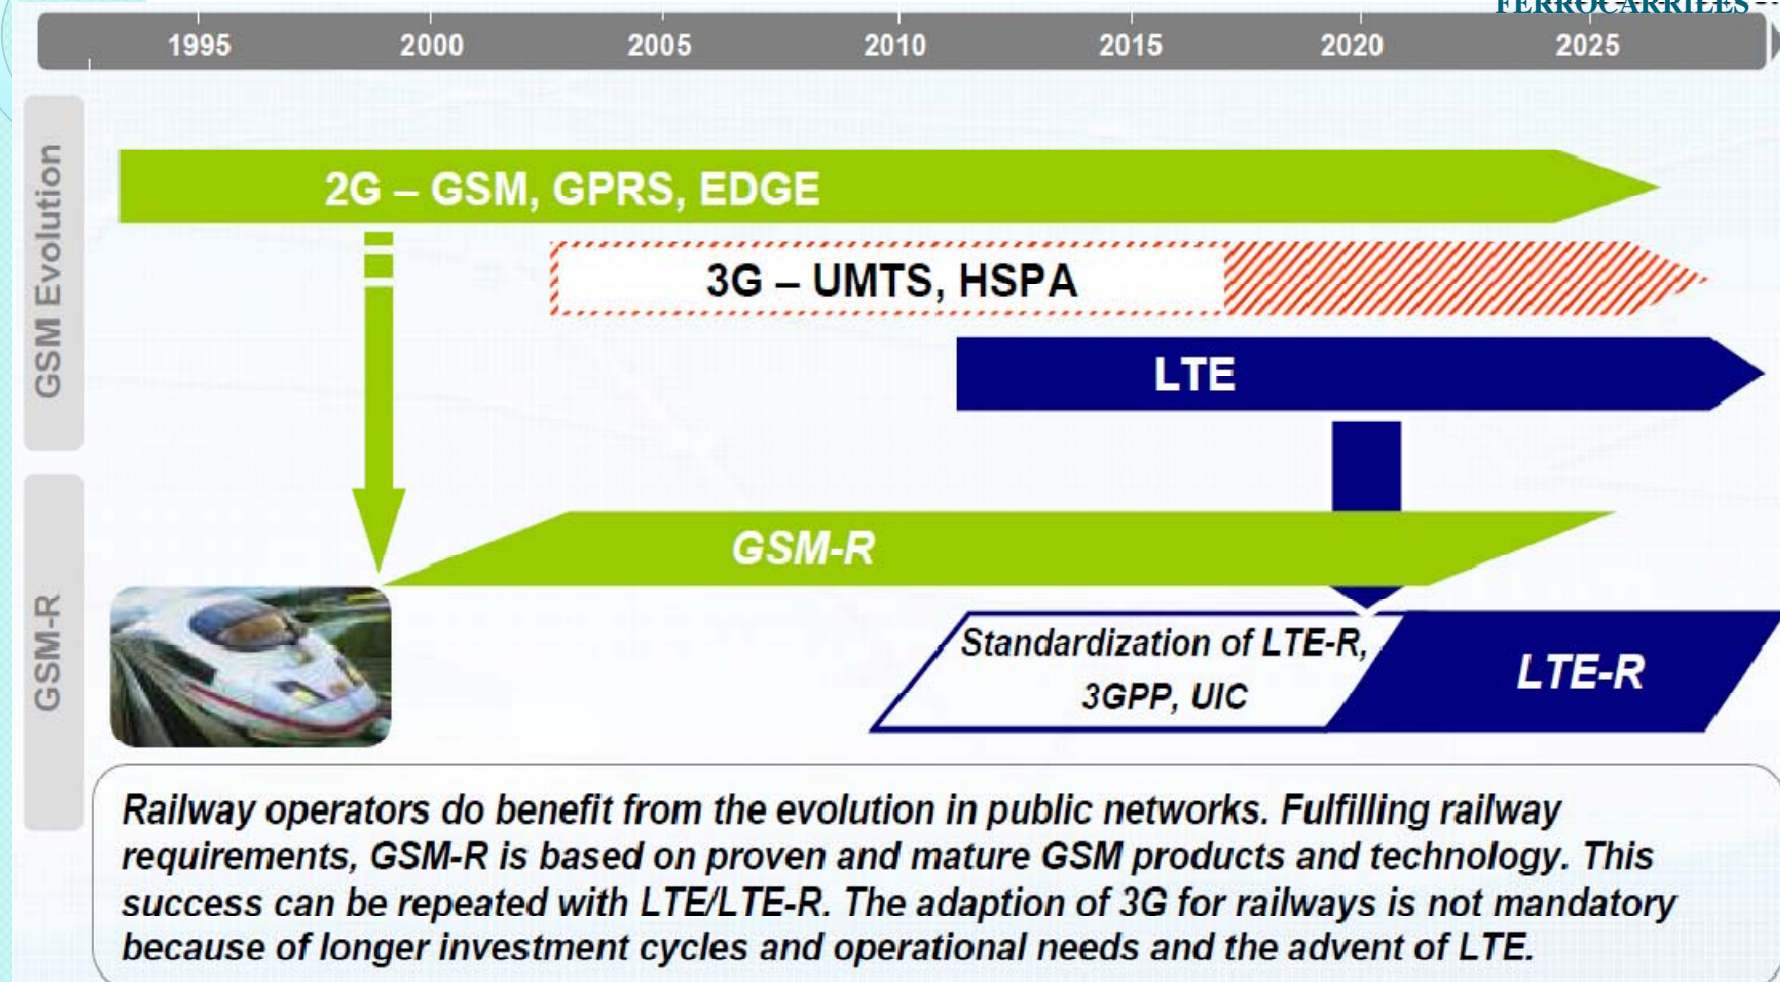 FERROCARRILES
1995 2000 2005 2010 2015 2020 2025
GSM Evolution
2G – GSM, GPRS, EDGE
3G – UMTS, HSPA
LTE
GSM-R
GSM-R
Standardization of LTE-R,
3GPP, UIC
LTE-R
Railway operators do benefit from the evolution in public networks. Fulfilling railway
requirements, GSM-R is based on proven and mature GSM products and technology. This
success can be repeated with LTE/LTE-R. The adaption of 3G for railways is not mandatory
because of longer investment cycles and operational needs and the advent of LTE.